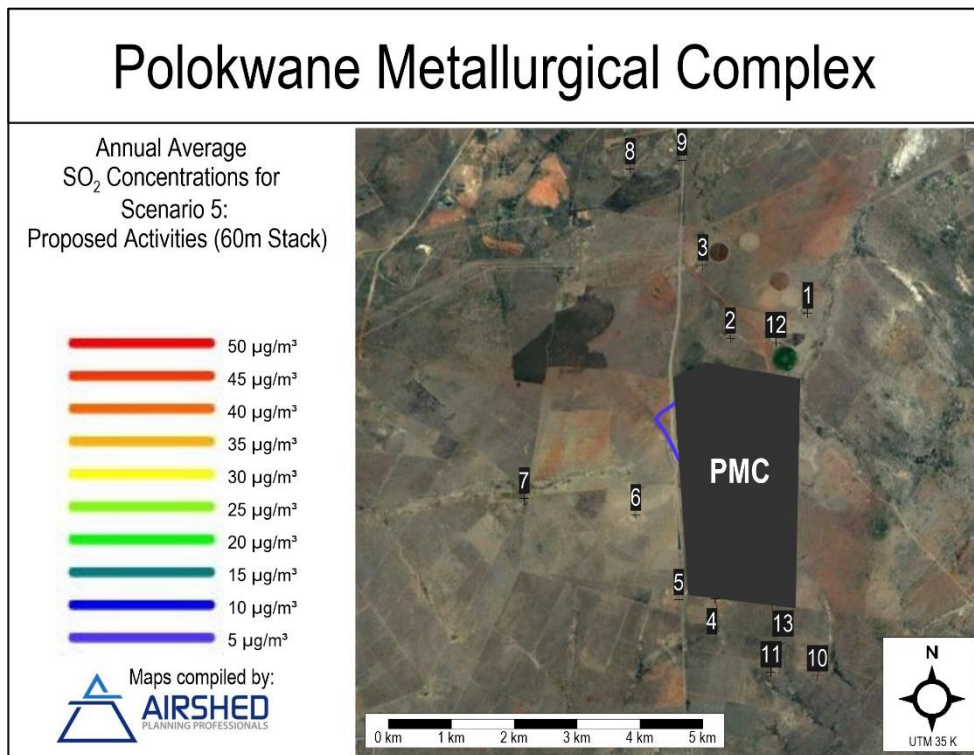 Polokwane Metallurgical Complex
Annual Average
SO₂ Concentrations for
Scenario 5:
Proposed Activities (60m Stack)
50 µg/m³
45 µg/m³
40 µg/m³
35 µg/m³
30 µg/m³
25 µg/m³
20 µg/m³
15 µg/m³
10 µg/m³
5 µg/m³
Maps compiled by:
AIRSHED
PLANNING PROFESSIONALS
9
8
3
1
2
12
PMC
7
6
5
4
13
11
10
0 km 1 km 2 km 3 km 4 km 5 km
N
UTM 35 K